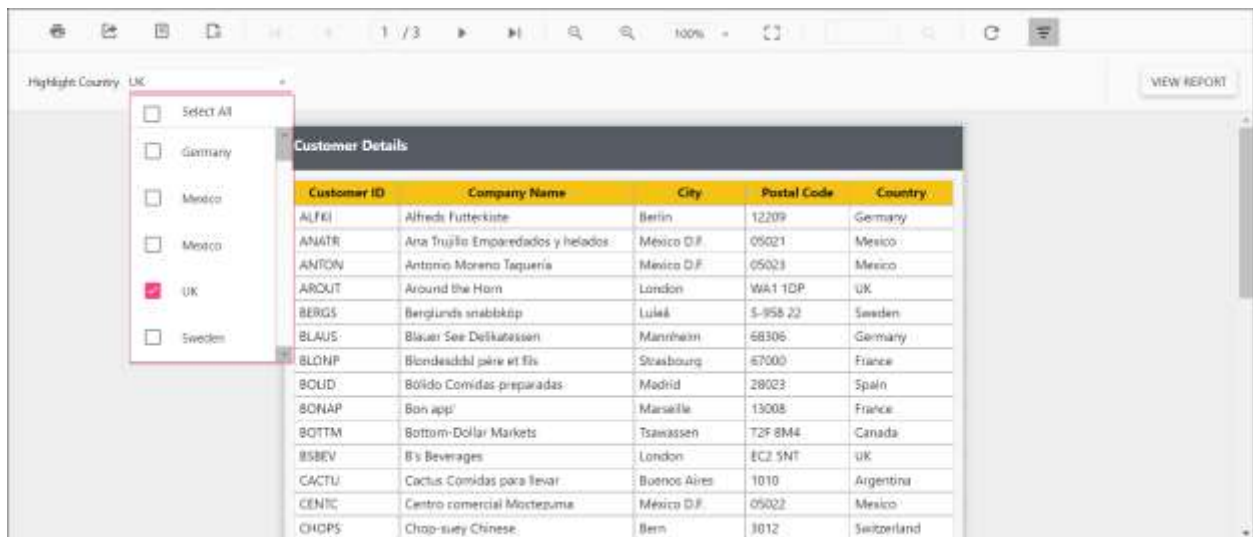 1 / 3 100%
Highlight Country UK VIEW REPORT
Select All
Germany
Mexico
Mexico
UK
Sweden
Customer Details
Customer ID Company Name City Postal Code Country
ALFKI Alfreds Futterkiste Berlin 12209 Germany
ANATR Ana Trujillo Emparedados y helados México D.F. 05021 Mexico
ANTON Antonio Moreno Taquería México D.F. 05023 Mexico
AROUT Around the Horn London WA1 1DP UK
BERGS Berglunds snabbköp Luleå S-958 22 Sweden
BLAUS Blauer See Delikatessen Mannheim 68306 Germany
BLONP Blondesddsl père et fils Strasbourg 67000 France
BOLID Bólido Comidas preparadas Madrid 28023 Spain
BONAP Bon app' Marseille 13008 France
BOTTM Bottom-Dollar Markets Tsawassen T2F 8M4 Canada
BSBEV B's Beverages London EC2 5NT UK
CACTU Cactus Comidas para llevar Buenos Aires 1010 Argentina
CENTC Centro comercial Moctezuma México D.F. 05022 Mexico
CHOPS Chop-suey Chinese Bern 3012 Switzerland